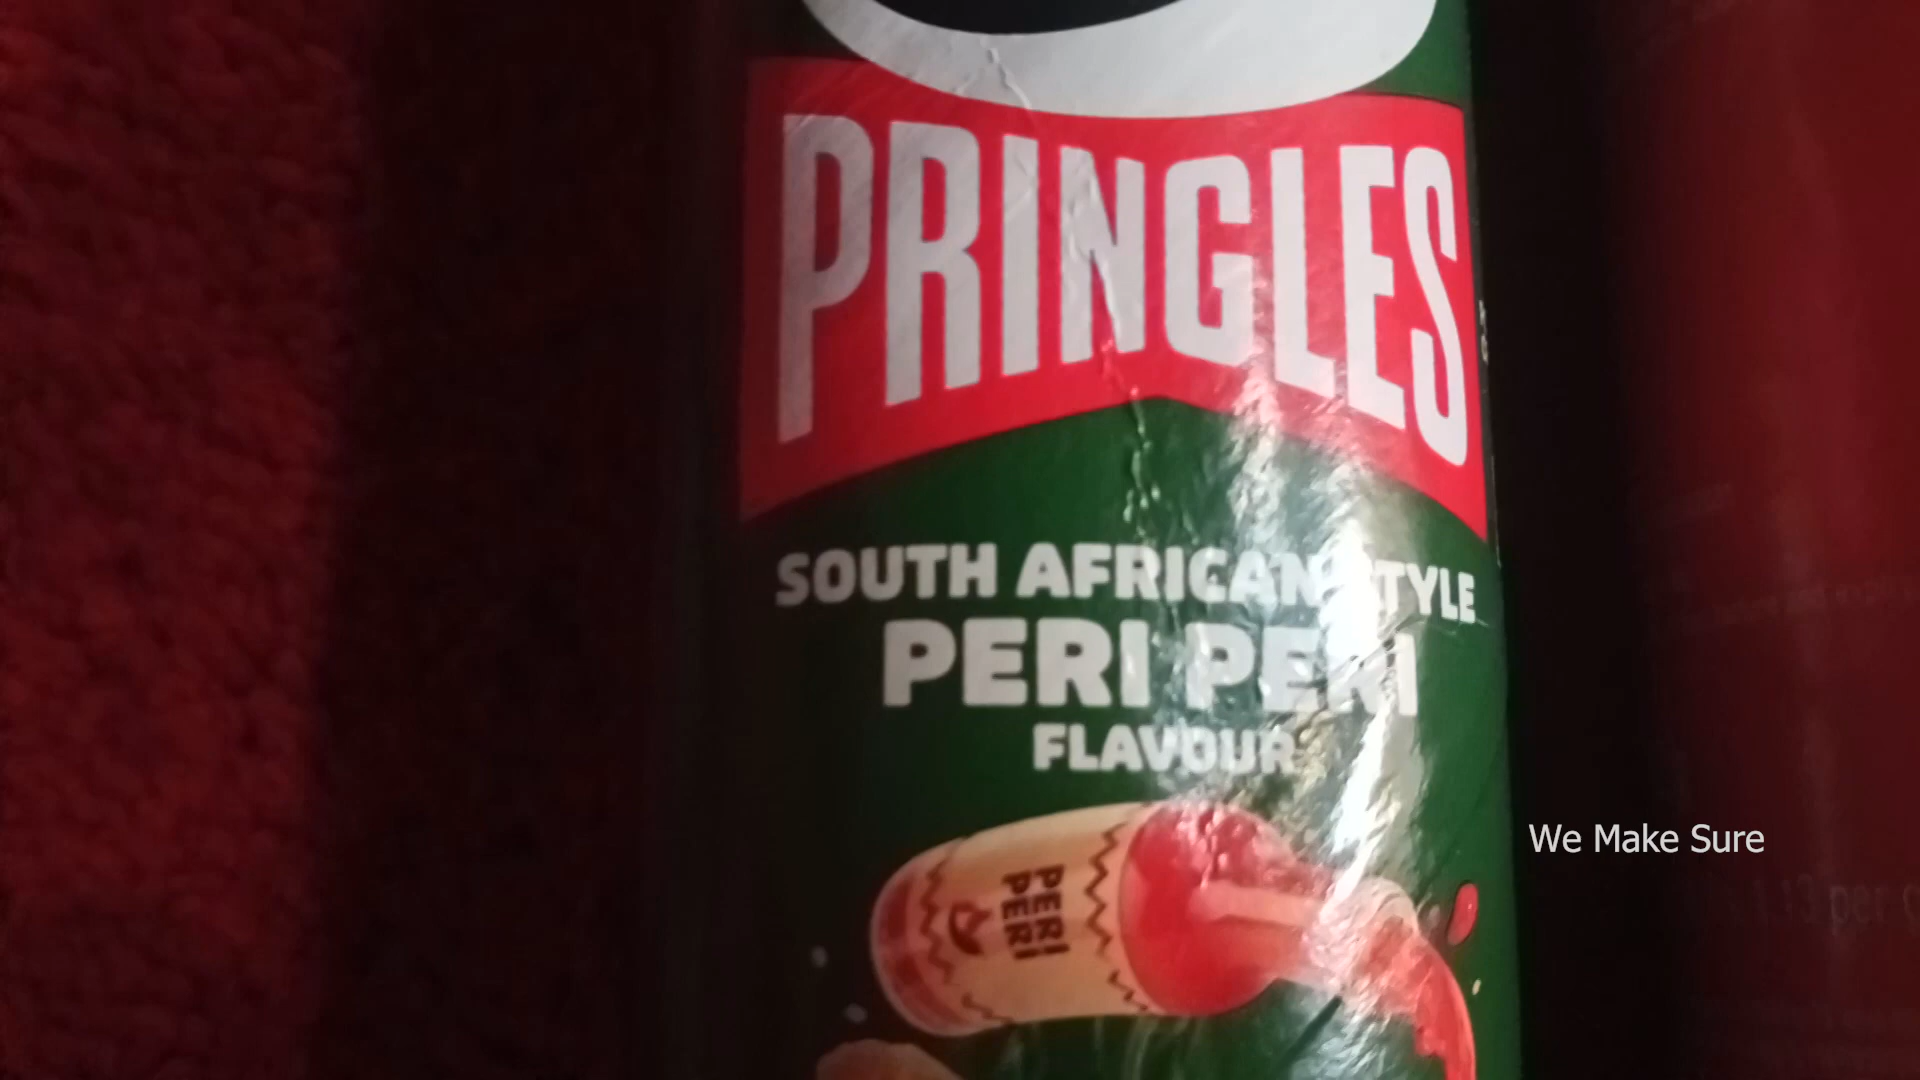 PRINGLES
SOUTH AFRICAN STYLE
PERI PERI
FLAVOUR
PERI
PERI
We Make Sure